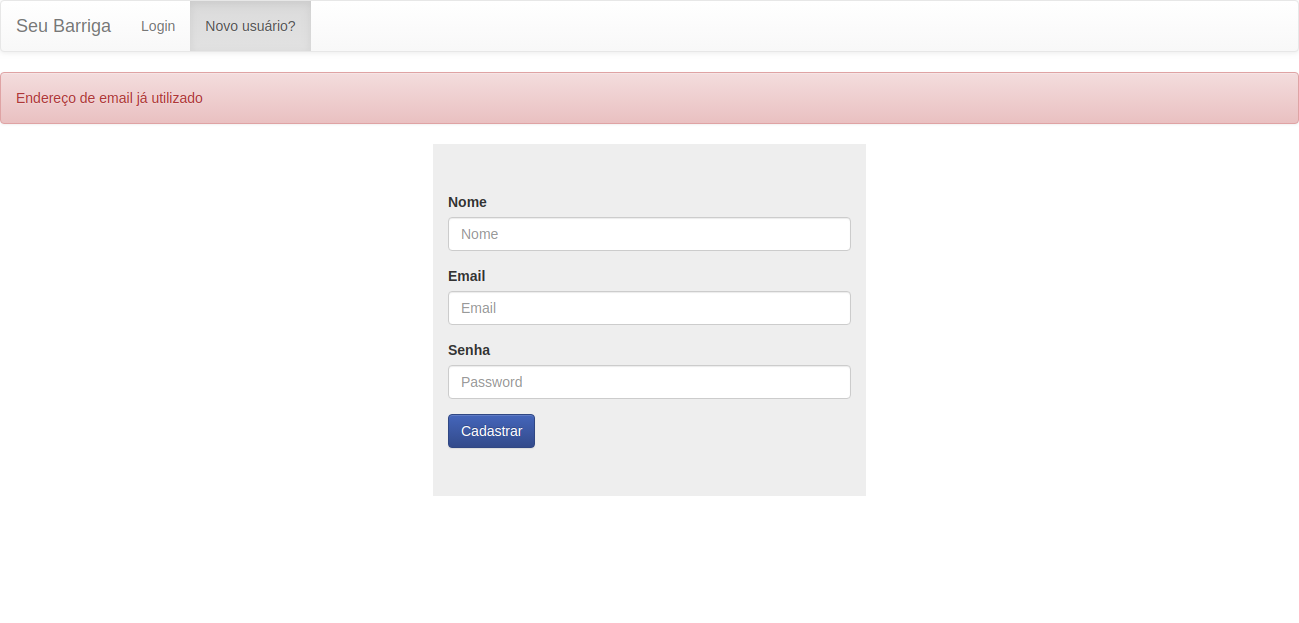 Seu Barriga Login Novo usuário?
Endereço de email já utilizado
Nome
Nome
Email
Email
Senha
Password
Cadastrar